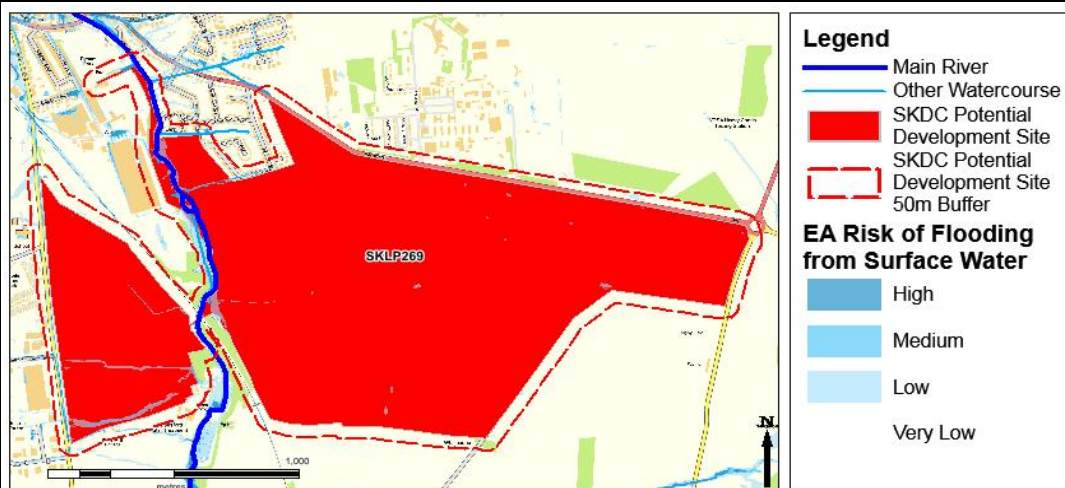 SKLP269
1,000
metres
N
Legend
Main River
Other Watercourse
SKDC Potential
Development Site
SKDC Potential
Development Site
50m Buffer
EA Risk of Flooding
from Surface Water
High
Medium
Low
Very Low